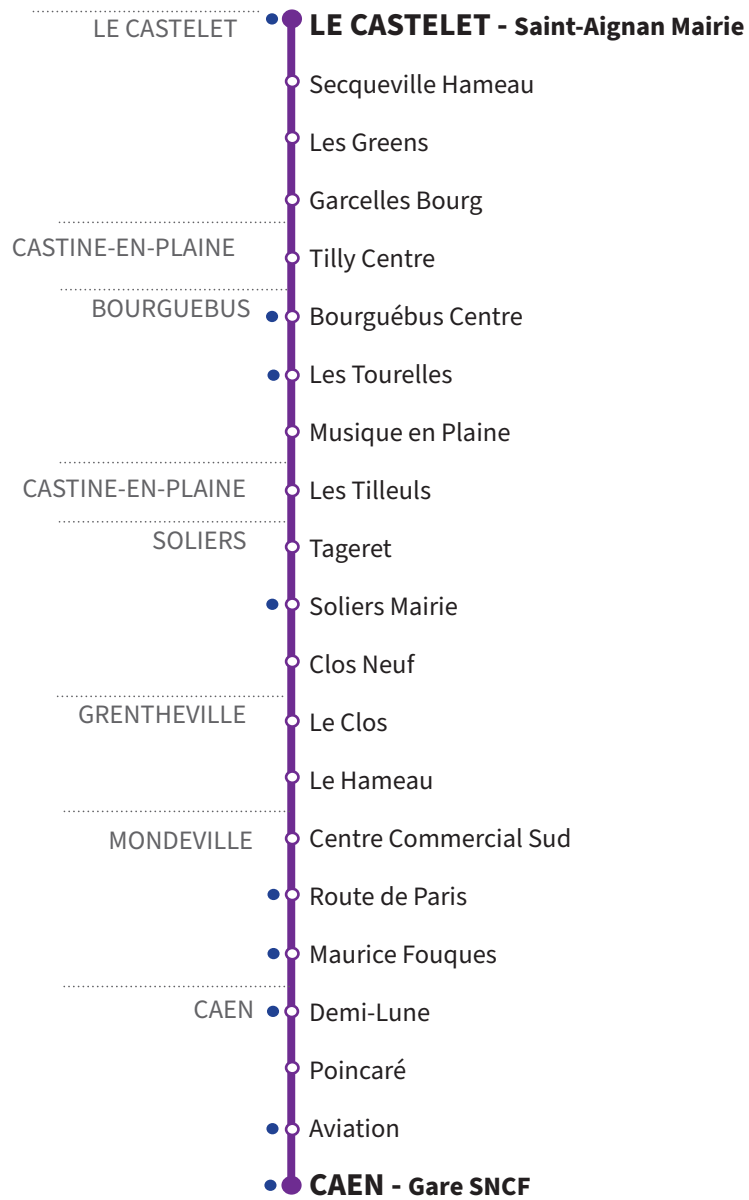 LE CASTELET
LE CASTELET - Saint-Aignan Mairie
Secqueville Hameau
Les Greens
Garcelles Bourg
CASTINE-EN-PLAINE
Tilly Centre
BOURGUEBUS
Bourguébus Centre
Les Tourelles
Musique en Plaine
CASTINE-EN-PLAINE
Les Tilleuls
SOLIERS
Tageret
Soliers Mairie
Clos Neuf
GRENTHEVILLE
Le Clos
Le Hameau
MONDEVILLE
Centre Commercial Sud
Route de Paris
Maurice Fouques
CAEN
Demi-Lune
Poincaré
Aviation
CAEN - Gare SNCF